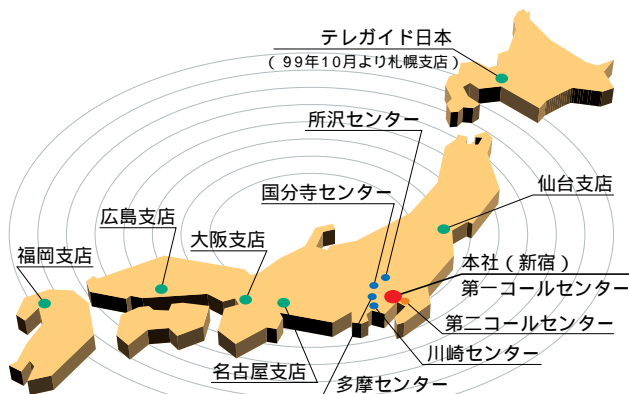 テレガイド日本
（ 99年10月より札幌支店）
所沢センター
国分寺センター
仙台支店
広島支店
大阪支店
福岡支店
本社（新宿）
第一コールセンター
第二コールセンター
川崎センター
名古屋支店
多摩センター